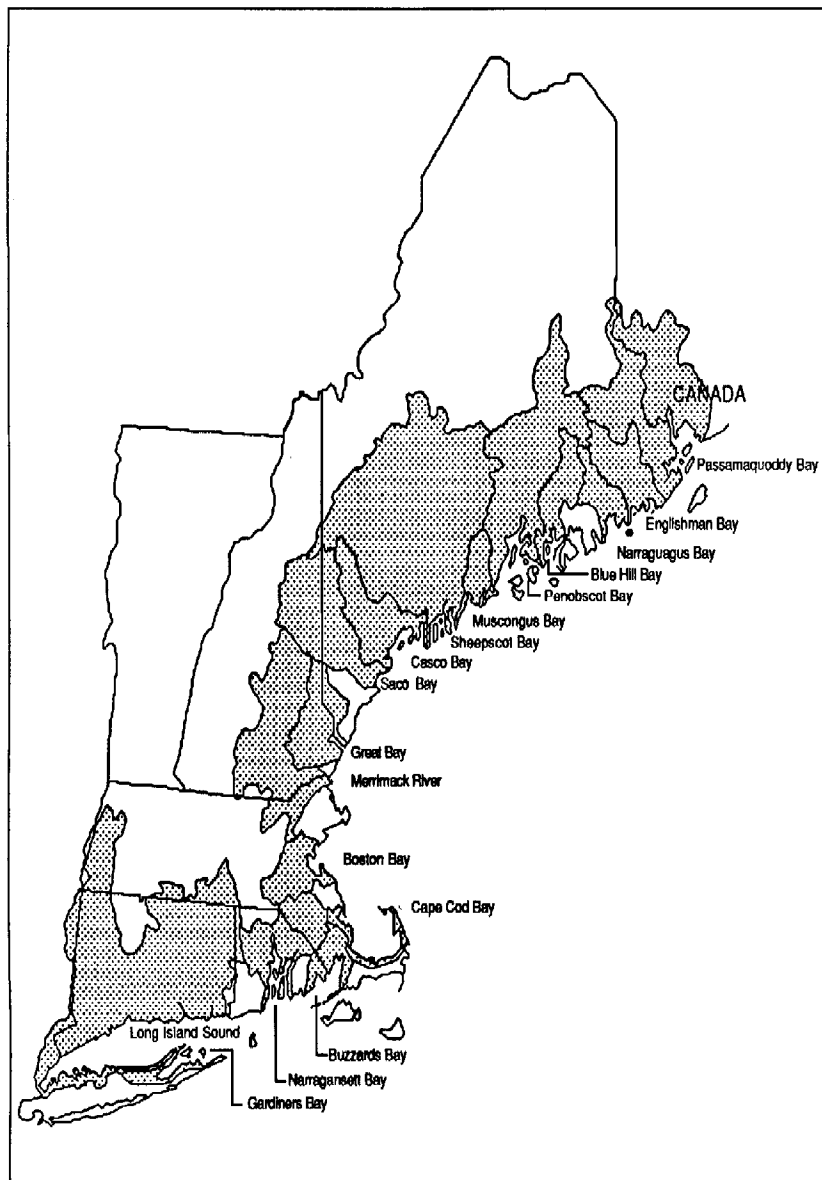 CANADA
Passamaquoddy Bay
Englishman Bay
Narraguagus Bay
Blue Hill Bay
Penobscot Bay
Muscongus Bay
Sheepscot Bay
Casco Bay
Saco Bay
Great Bay
Merrimack River
Boston Bay
Cape Cod Bay
Long Island Sound
Buzzards Bay
Narragansett Bay
Gardiners Bay